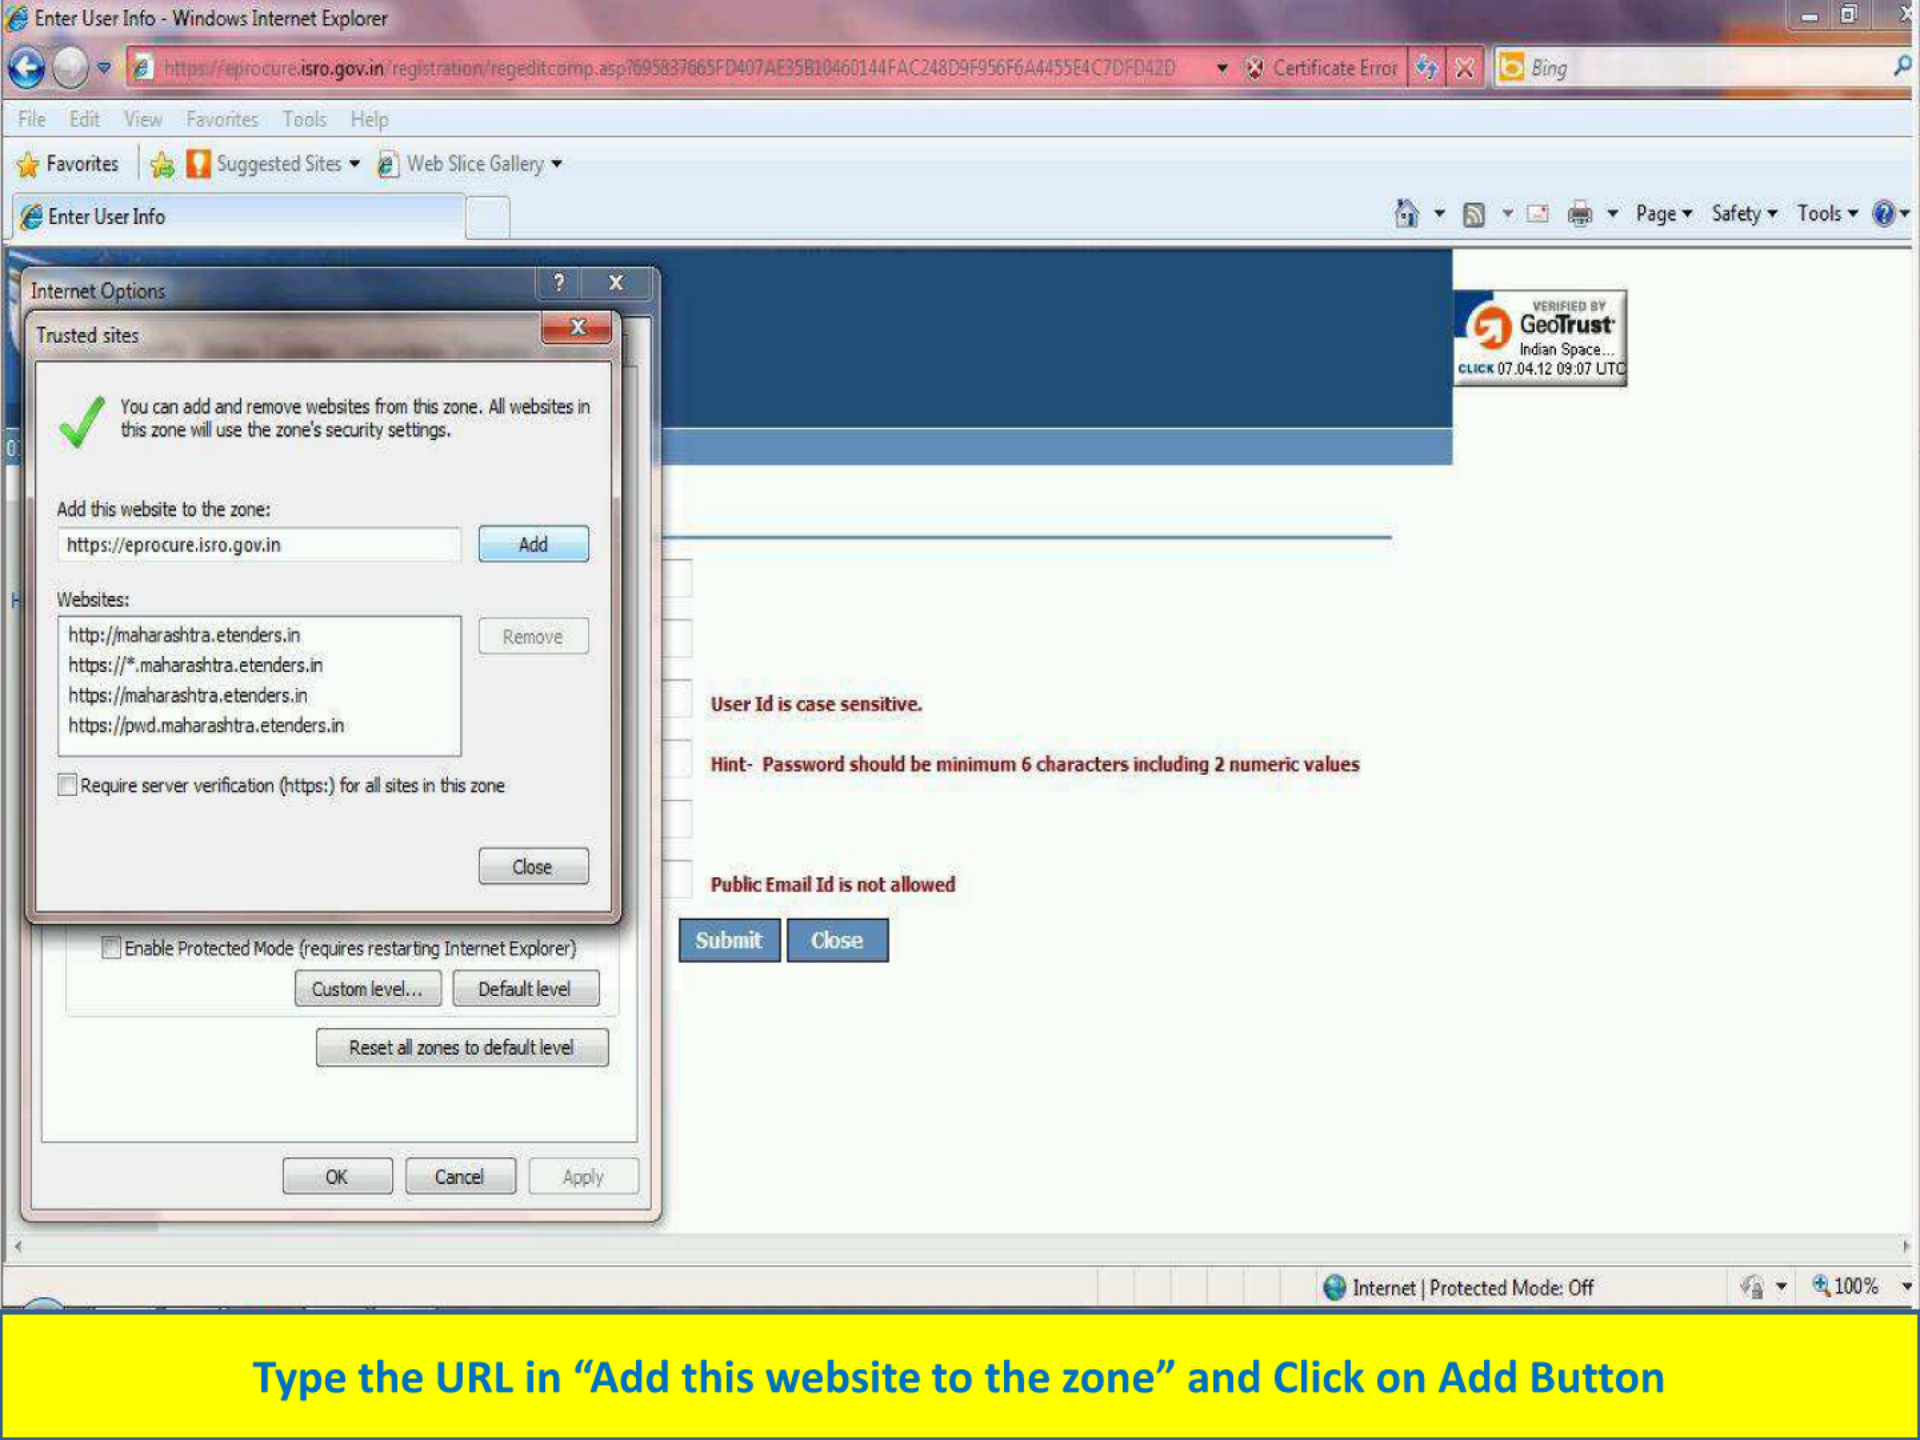 Enter User Info - Windows Internet Explorer
https://eprocure.isro.gov.in/registration/regeditcomp.asp?695837665FD407AE35B10460144FAC248D9F956F6A4455E4C7DFD42D
Certificate Error
Bing
File Edit View Favorites Tools Help
Favorites Suggested Sites Web Slice Gallery
Enter User Info
Page Safety Tools
Internet Options
Trusted sites
You can add and remove websites from this zone. All websites in
this zone will use the zone's security settings.
Add this website to the zone:
https://eprocure.isro.gov.in
Add
Websites:
http://maharashtra.etenders.in
https://*.maharashtra.etenders.in
https://maharashtra.etenders.in
https://pwd.maharashtra.etenders.in
Remove
Require server verification (https:) for all sites in this zone
Close
Enable Protected Mode (requires restarting Internet Explorer)
Custom level... Default level
Reset all zones to default level
OK Cancel Apply
VERIFIED BY
GeoTrust
Indian Space...
CLICK 07.04.12 09:07 UTC
User Id is case sensitive.
Hint- Password should be minimum 6 characters including 2 numeric values
Public Email Id is not allowed
Submit Close
Internet | Protected Mode: Off
100%
Type the URL in “Add this website to the zone” and Click on Add Button